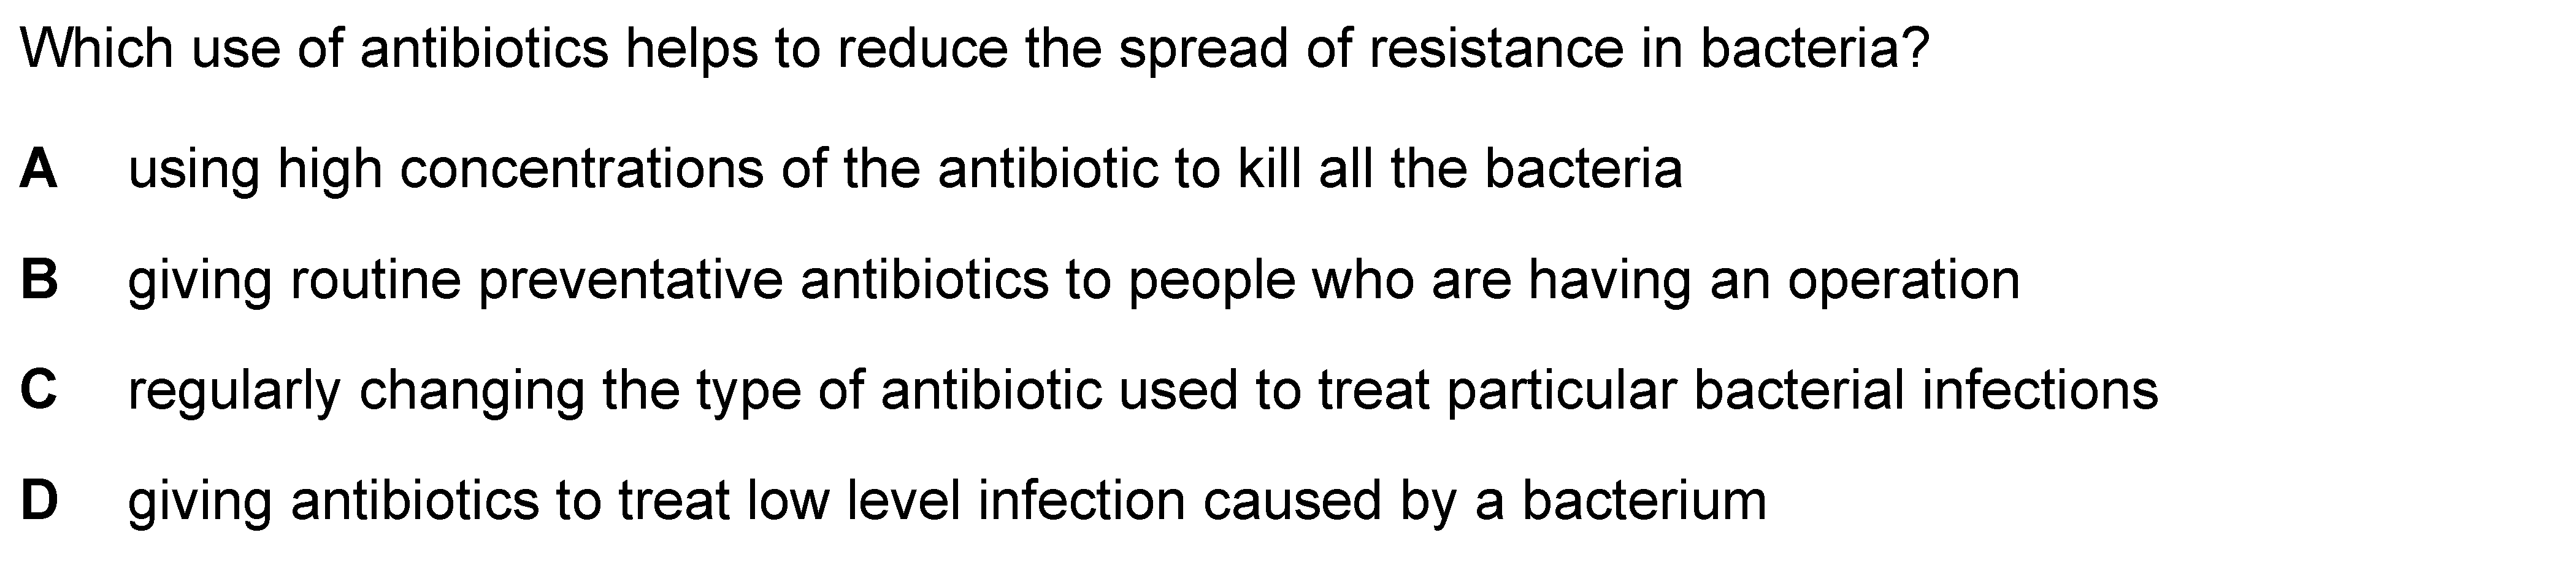 Which use of antibiotics helps to reduce the spread of resistance in bacteria?
A using high concentrations of the antibiotic to kill all the bacteria
B giving routine preventative antibiotics to people who are having an operation
C regularly changing the type of antibiotic used to treat particular bacterial infections
D giving antibiotics to treat low level infection caused by a bacterium